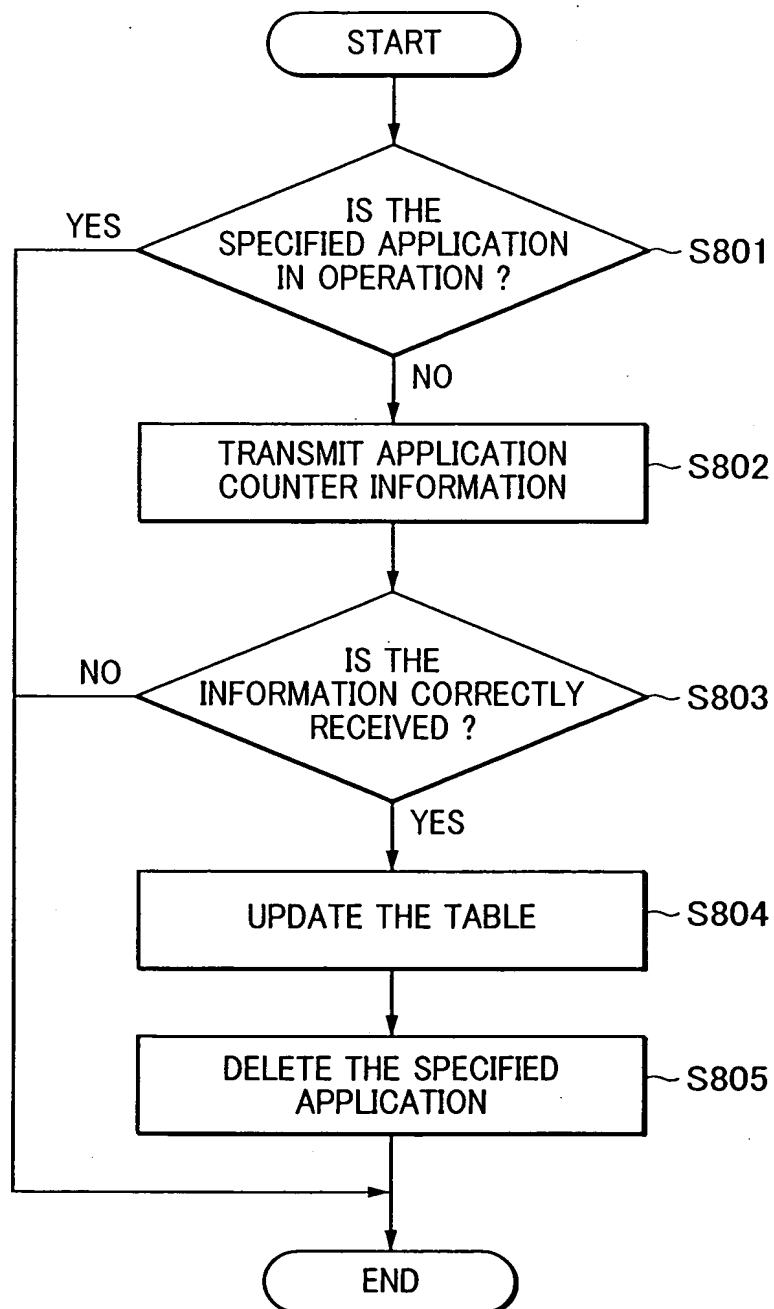 START
IS THE
SPECIFIED APPLICATION
IN OPERATION ?
YES
S801
NO
TRANSMIT APPLICATION
COUNTER INFORMATION
S802
IS THE
INFORMATION CORRECTLY
RECEIVED ?
NO
S803
YES
UPDATE THE TABLE
S804
DELETE THE SPECIFIED
APPLICATION
S805
END